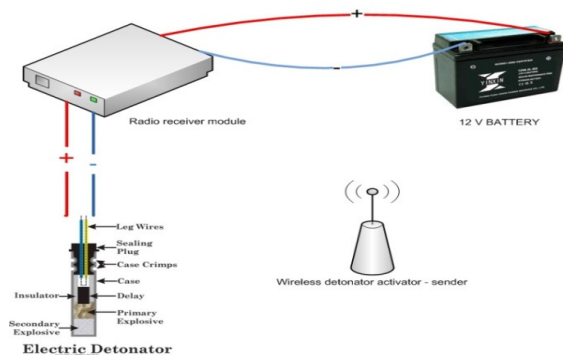 +
-
Radio receiver module
YINXIN
12 V BATTERY
+
-
Leg Wires
Sealing
Plug
Case Crimps
Case
Insulator
Delay
Primary
Explosive
Secondary
Explosive
Electric Detonator
Wireless detonator activator - sender